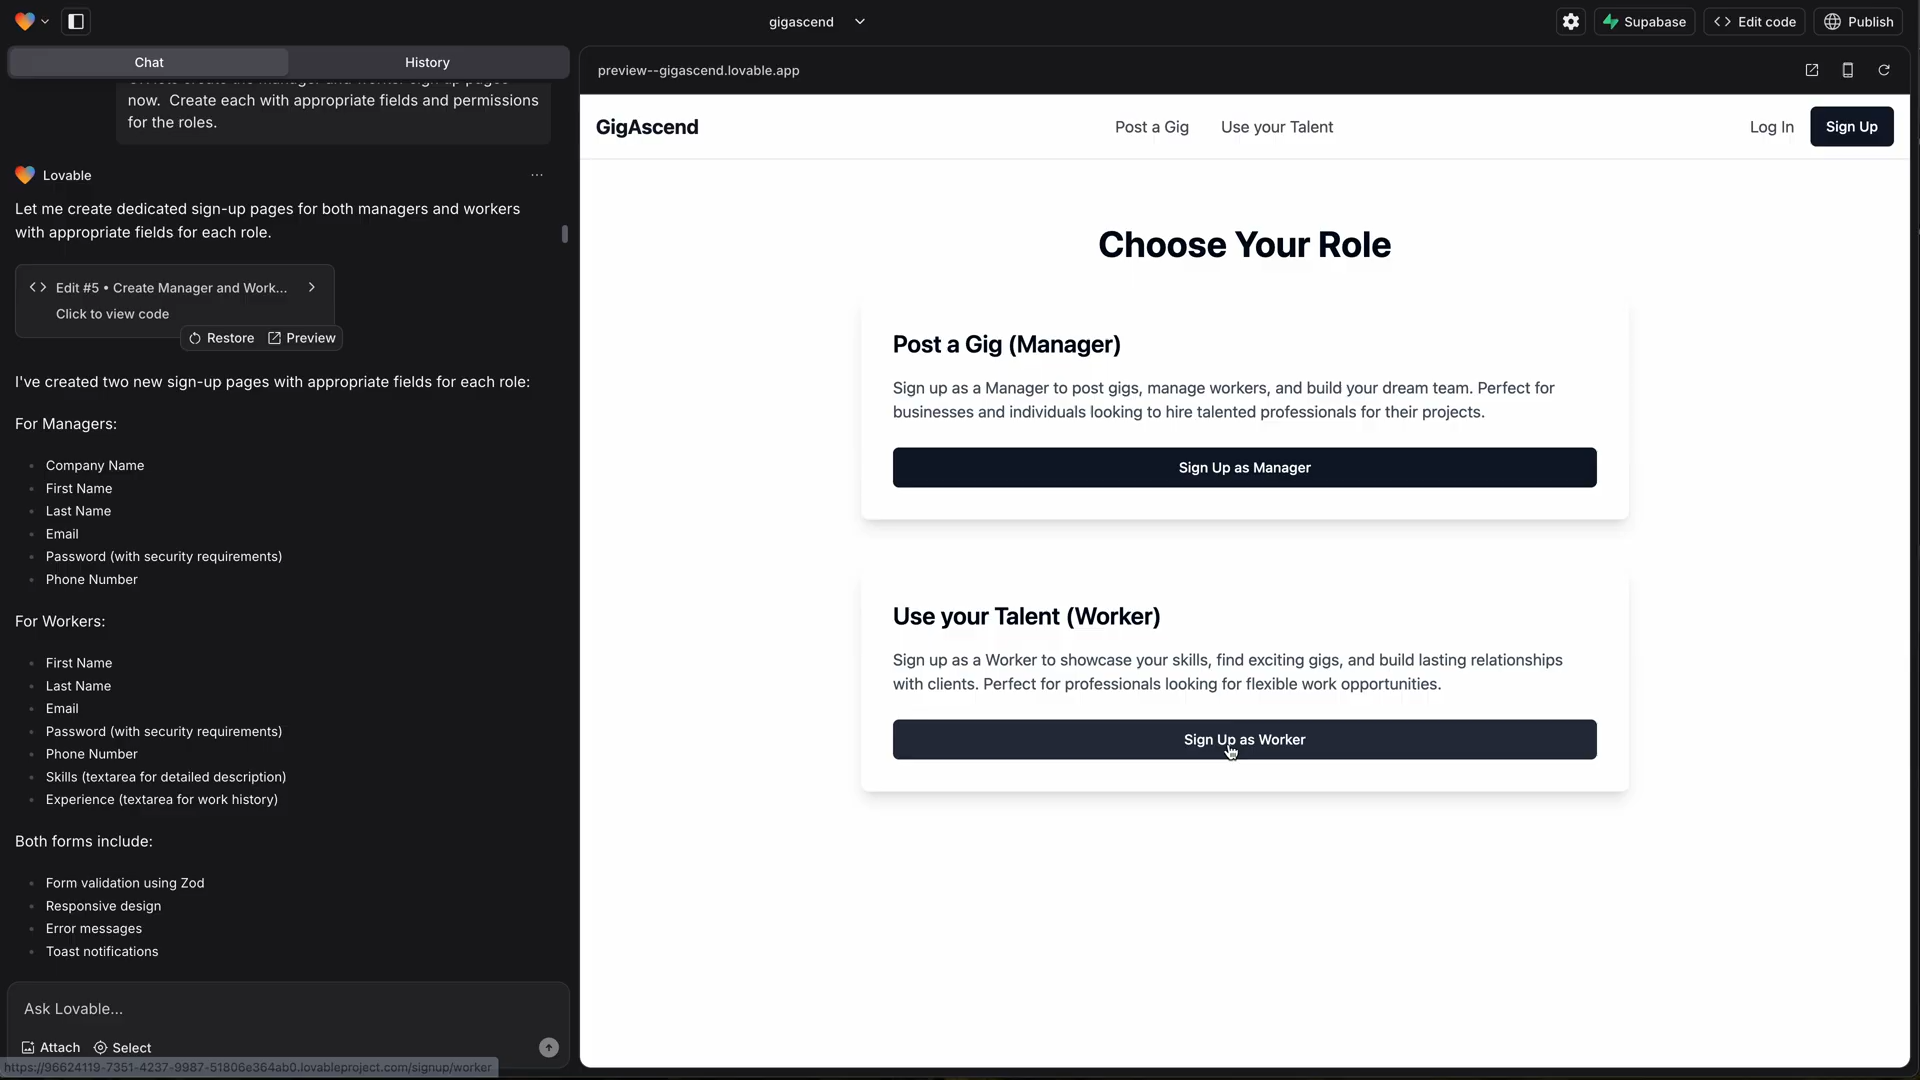 gigascend
Supabase
Edit code
Publish
Chat
History
now. Create each with appropriate fields and permissions
for the roles.
Lovable
Let me create dedicated sign-up pages for both managers and workers
with appropriate fields for each role.
Edit #5 • Create Manager and Work...
Click to view code
Restore
Preview
I've created two new sign-up pages with appropriate fields for each role:
For Managers:
Company Name
First Name
Last Name
Email
Password (with security requirements)
Phone Number
For Workers:
First Name
Last Name
Email
Password (with security requirements)
Phone Number
Skills (textarea for detailed description)
Experience (textarea for work history)
Both forms include:
Form validation using Zod
Responsive design
Error messages
Toast notifications
Ask Lovable...
Attach
Select
https://96624119-7351-4237-9987-51806e364ab0.lovableproject.com/signup/worker
preview--gigascend.lovable.app
GigAscend
Post a Gig
Use your Talent
Log In
Sign Up
Choose Your Role
Post a Gig (Manager)
Sign up as a Manager to post gigs, manage workers, and build your dream team. Perfect for
businesses and individuals looking to hire talented professionals for their projects.
Sign Up as Manager
Use your Talent (Worker)
Sign up as a Worker to showcase your skills, find exciting gigs, and build lasting relationships
with clients. Perfect for professionals looking for flexible work opportunities.
Sign Up as Worker